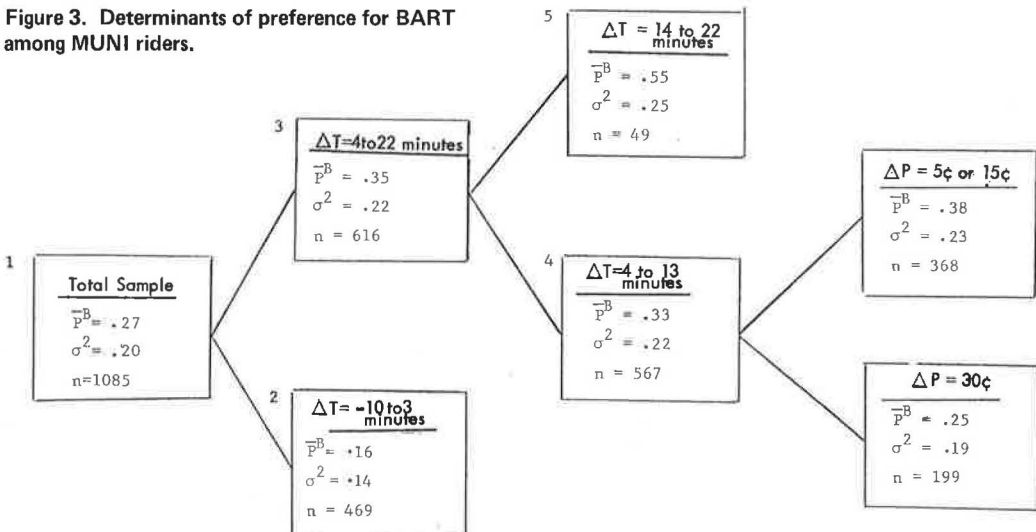 Figure 3. Determinants of preference for BART
among MUNI riders.
1
Total Sample
P̅ᴮ= .27
σ²= .20
n=1085
3
ΔT=4to22 minutes
P̅ᴮ = .35
σ² = .22
n = 616
2
ΔT= -10to3
minutes
P̅ᴮ= .16
σ² = .14
n = 469
5
ΔT = 14 to 22
minutes
P̅ᴮ = .55
σ² = .25
n = 49
4
ΔT=4 to 13
minutes
P̅ᴮ = .33
σ² = .22
n = 567
ΔP = 5¢ or 15¢
P̅ᴮ = .38
σ² = .23
n = 368
ΔP = 30¢
P̅ᴮ = .25
σ² = .19
n = 199